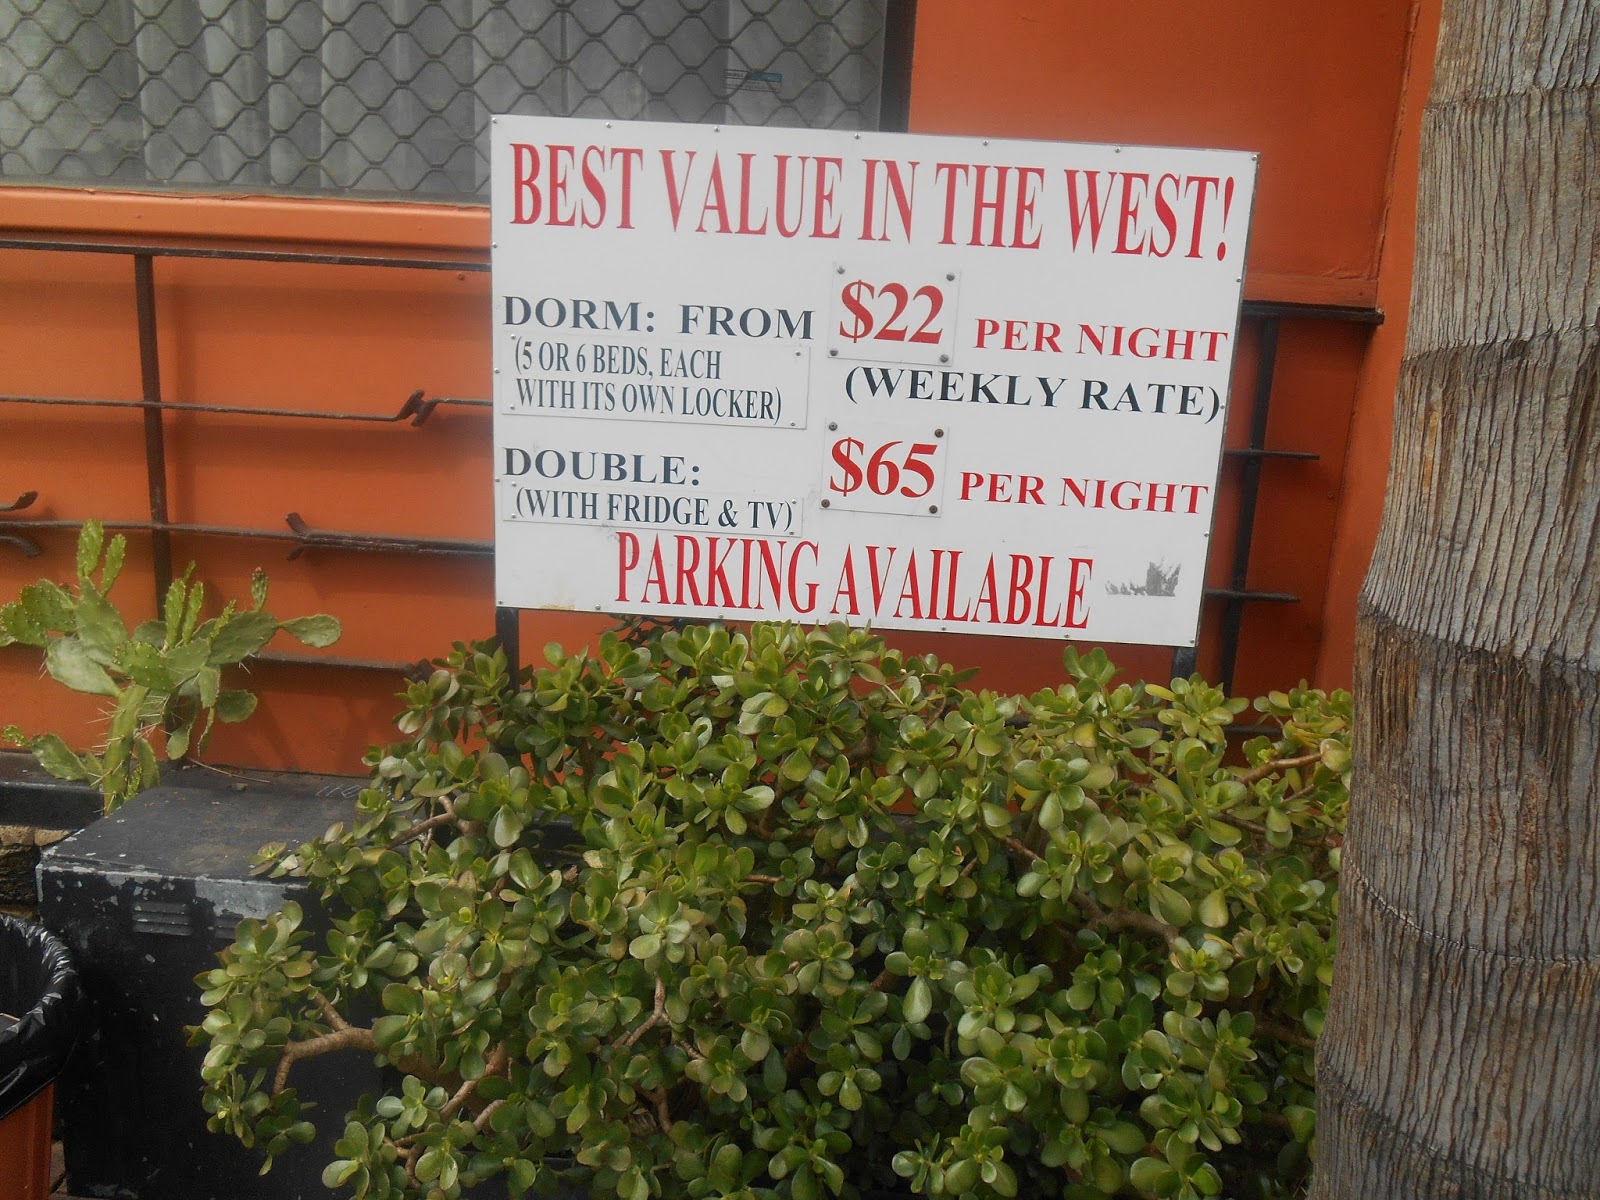 BEST VALUE IN THE WEST!
DORM: FROM $22 PER NIGHT
(5 OR 6 BEDS, EACH
WITH ITS OWN LOCKER)
(WEEKLY RATE)
DOUBLE: $65 PER NIGHT
(WITH FRIDGE & TV)
PARKING AVAILABLE